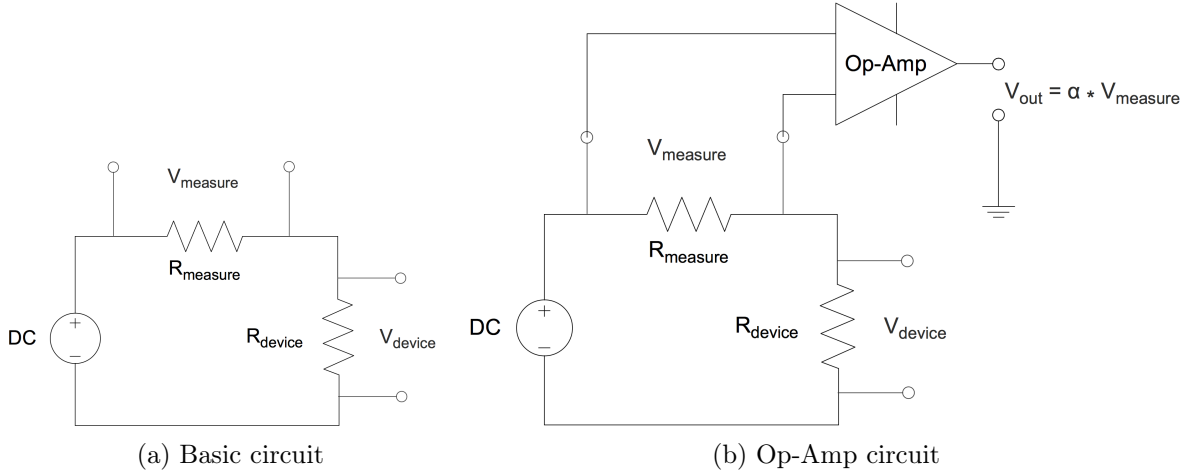 V_measure
R_measure
DC
+
−
R_device
V_device
(a) Basic circuit
Op-Amp
V_out = α * V_measure
V_measure
R_measure
DC
+
−
R_device
V_device
(b) Op-Amp circuit